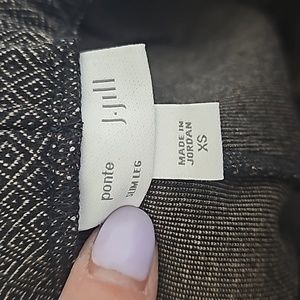 J.Jill
ponte
SLIM LEG
MADE IN
JORDAN
XS